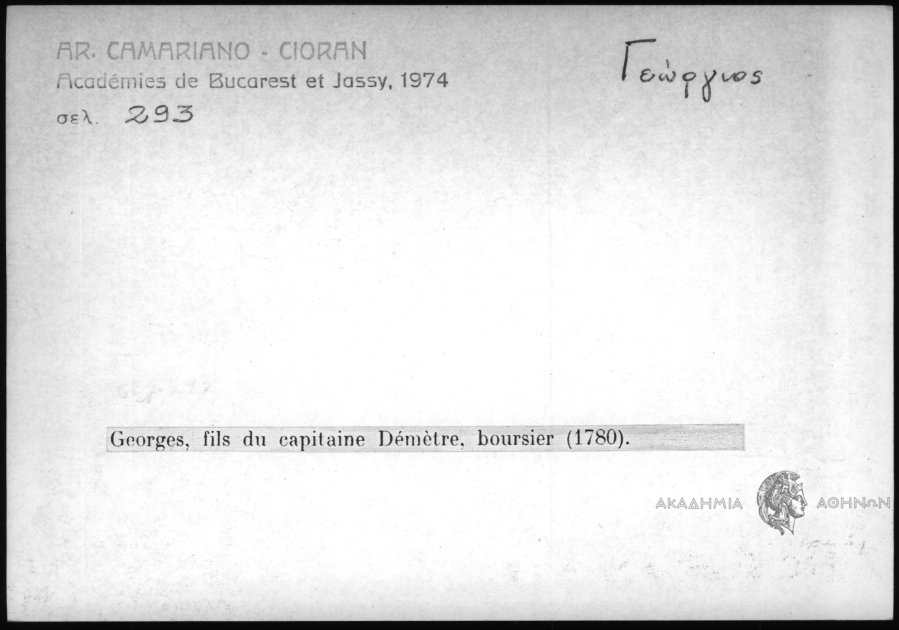 AR. CAMARIANO - CIORAN
Académies de Bucarest et Jassy, 1974
σελ. 293
Γεώργιος
Georges, fils du capitaine Démètre, boursier (1780).
ΑΚΑΔΗΜΙΑ ΑΘΗΝΩΝ